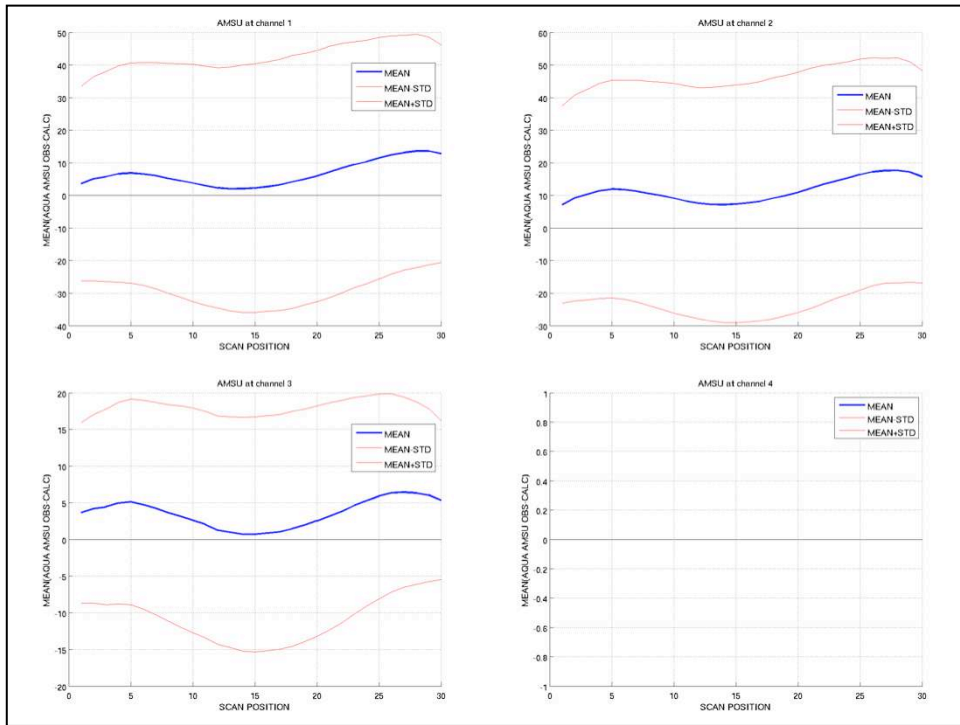 AMSU at channel 1
50
40
30
20
10
0
-10
-20
-30
-40
MEAN(AQUA AMSU OBS-CALC)
MEAN
MEAN-STD
MEAN+STD
0 5 10 15 20 25 30
SCAN POSITION
AMSU at channel 2
60
50
40
30
20
10
0
-10
-20
-30
MEAN(AQUA AMSU OBS-CALC)
MEAN
MEAN-STD
MEAN+STD
0 5 10 15 20 25 30
SCAN POSITION
AMSU at channel 3
20
15
10
5
0
-5
-10
-15
-20
MEAN(AQUA AMSU OBS-CALC)
MEAN
MEAN-STD
MEAN+STD
0 5 10 15 20 25 30
SCAN POSITION
AMSU at channel 4
1
0.8
0.6
0.4
0.2
0
-0.2
-0.4
-0.6
-0.8
-1
MEAN(AQUA AMSU OBS-CALC)
MEAN
MEAN-STD
MEAN+STD
0 5 10 15 20 25 30
SCAN POSITION